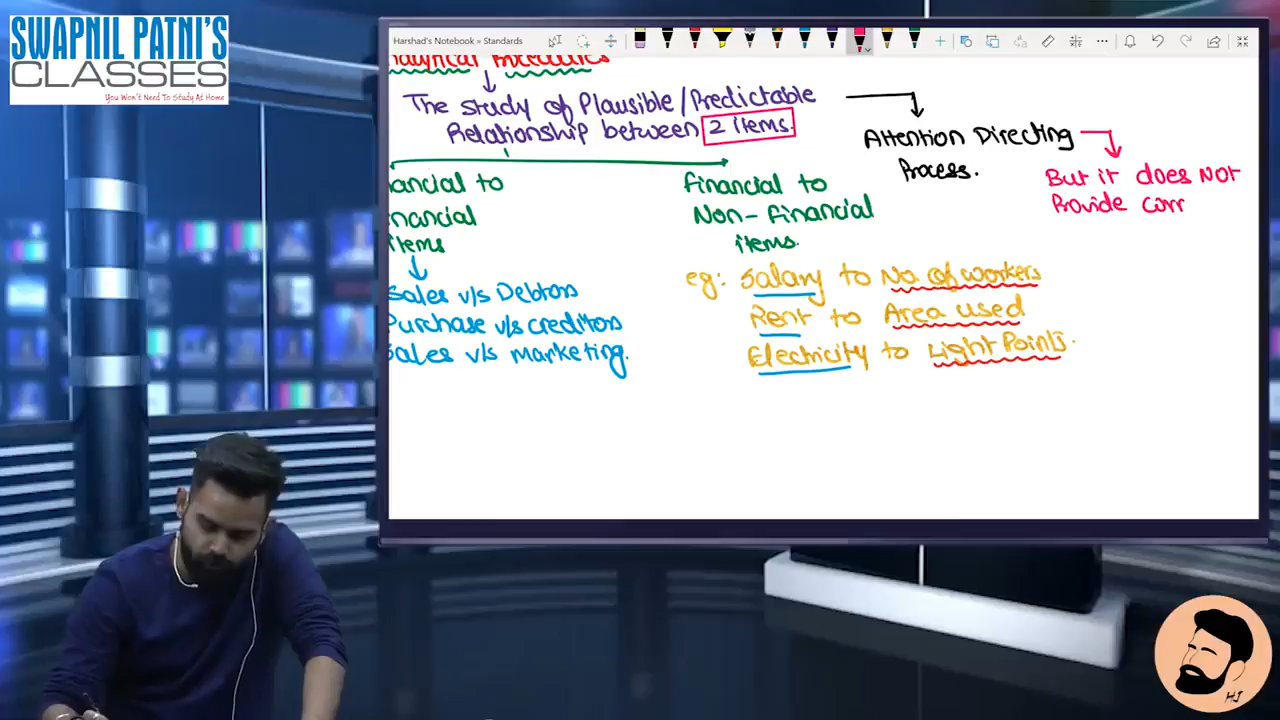 SWAPNIL PATNI'S
CLASSES
You Won't Need To Study At Home
Harshad's Notebook » Standards
The study of Plausible/Predictable
Relationship between 2 items.
Attention Directing
Process.
But it does NOT
Provide corr
ancial to
nancial
items
Sales v/s Debtors
Purchase v/s creditors
Sales v/s marketing.
Financial to
Non-financial
items.
eg: Salary to No. of workers
Rent to Area used
Electricity to Light Points.
HJ